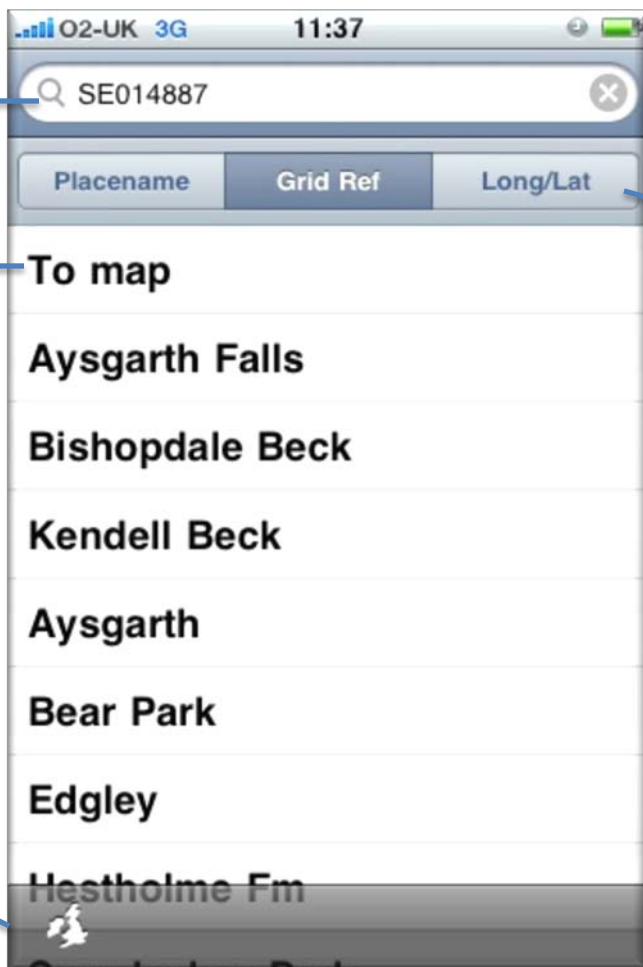 O2-UK 3G 11:37
SE014887
Placename Grid Ref Long/Lat
To map
Aysgarth Falls
Bishopdale Beck
Kendell Beck
Aysgarth
Bear Park
Edgley
Hestholme Fm